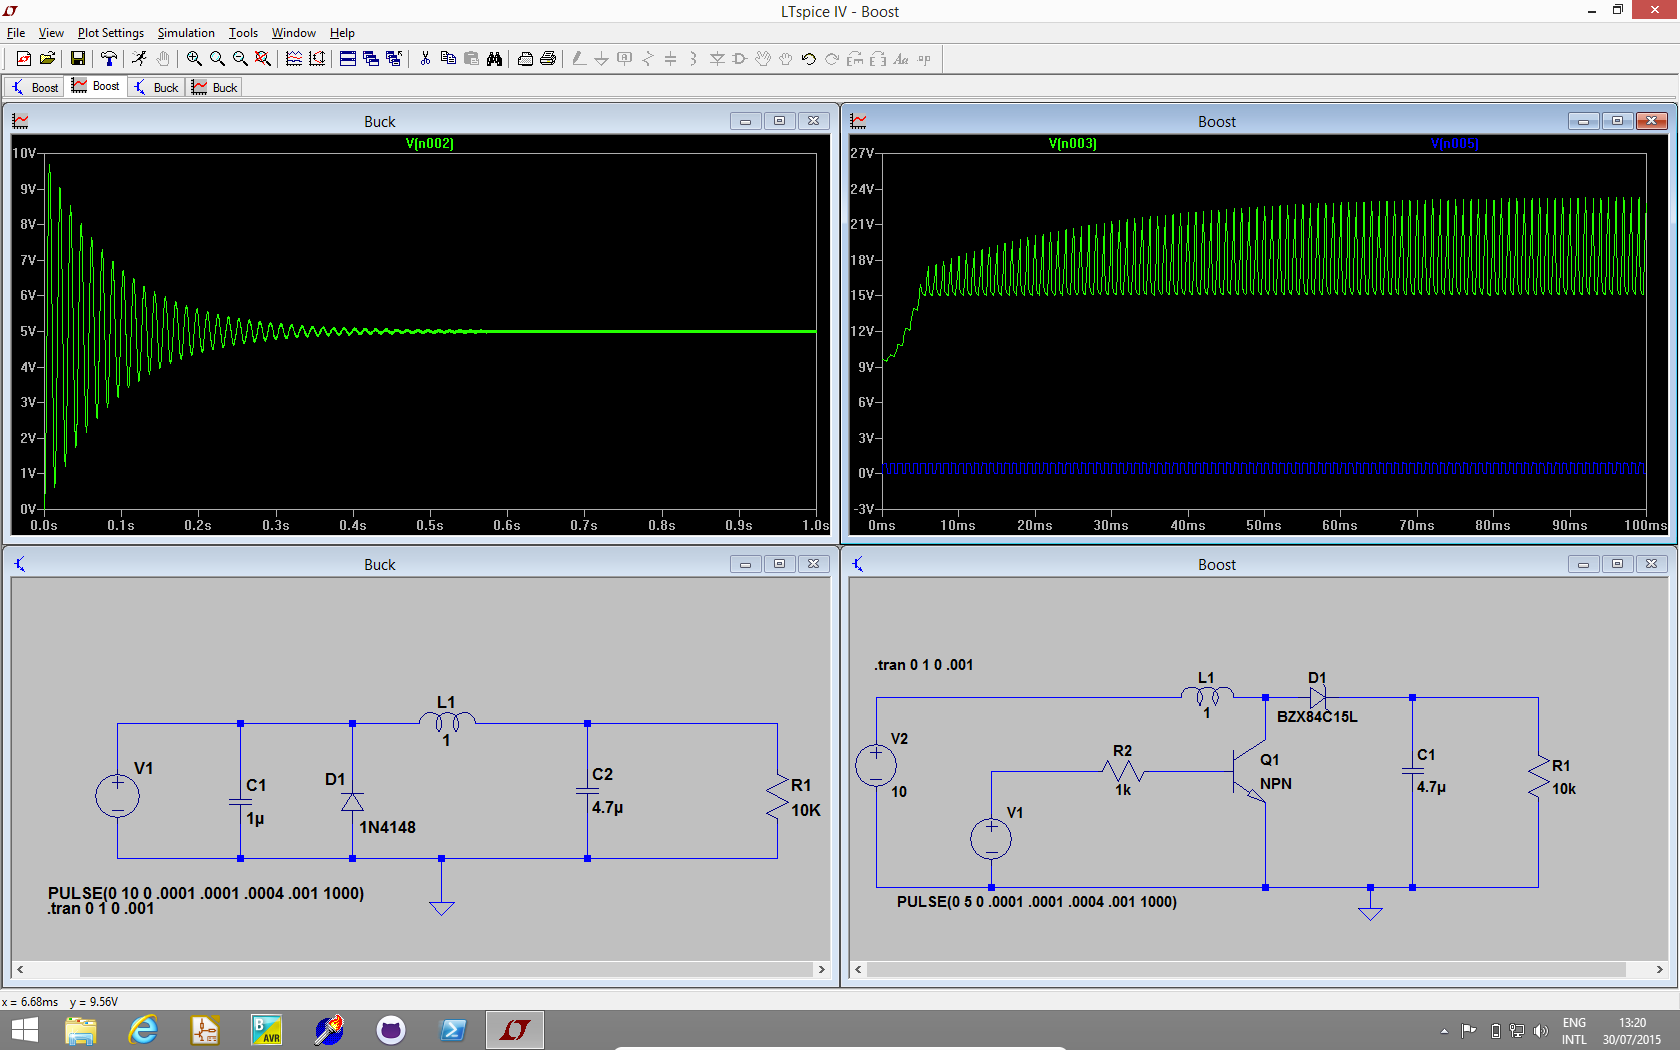 LTspice IV - Boost
File View Plot Settings Simulation Tools Window Help
Boost Boost Buck Buck
Buck
V(n002)
10V
9V
8V
7V
6V
5V
4V
3V
2V
1V
0V
0.0s 0.1s 0.2s 0.3s 0.4s 0.5s 0.6s 0.7s 0.8s 0.9s 1.0s
Boost
V(n003) V(n005)
27V
24V
21V
18V
15V
12V
9V
6V
3V
0V
-3V
0ms 10ms 20ms 30ms 40ms 50ms 60ms 70ms 80ms 90ms 100ms
Buck
L1
1
V1
C1
1µ
D1
1N4148
C2
4.7µ
R1
10K
PULSE(0 10 0 .0001 .0001 .0004 .001 1000)
.tran 0 1 0 .001
Boost
.tran 0 1 0 .001
L1
1
D1
BZX84C15L
V2
10
R2
1k
Q1
NPN
C1
4.7µ
R1
10k
V1
PULSE(0 5 0 .0001 .0001 .0004 .001 1000)
x = 6.68ms y = 9.56V
B
AVR
ENG
INTL
13:20
30/07/2015